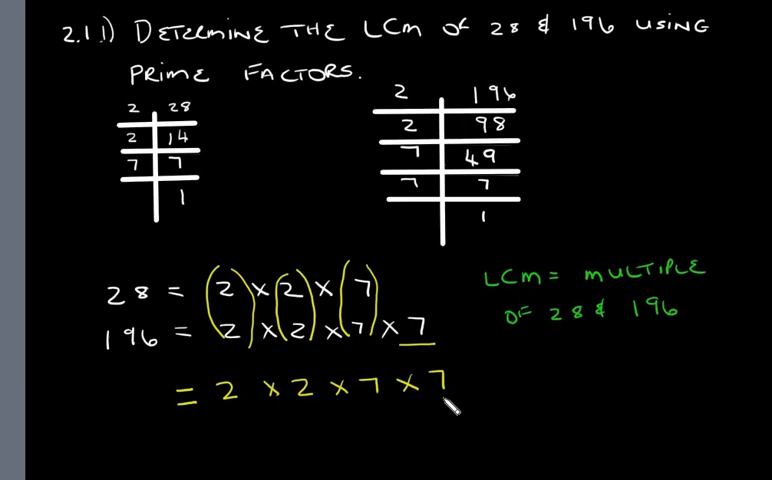 2.1.1) DETERMINE THE LCM OF 28 & 196 USING
PRIME FACTORS.
2 28
2 14
7 7
1
2 196
2 98
7 49
7 7
1
28 = 2 × 2 × 7
196 = 2 × 2 × 7 × 7
= 2 × 2 × 7 × 7
LCM = MULTIPLE
OF 28 & 196